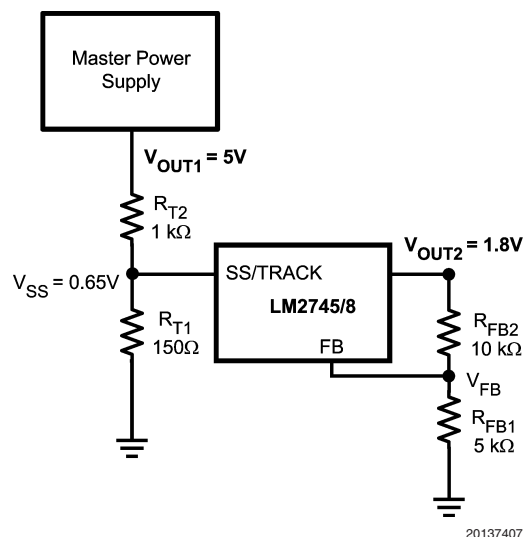 Master Power
Supply
VOUT1 = 5V
RT2
1 kΩ
VSS = 0.65V
SS/TRACK
LM2745/8
FB
VOUT2 = 1.8V
RT1
150Ω
RFB2
10 kΩ
VFB
RFB1
5 kΩ
20137407